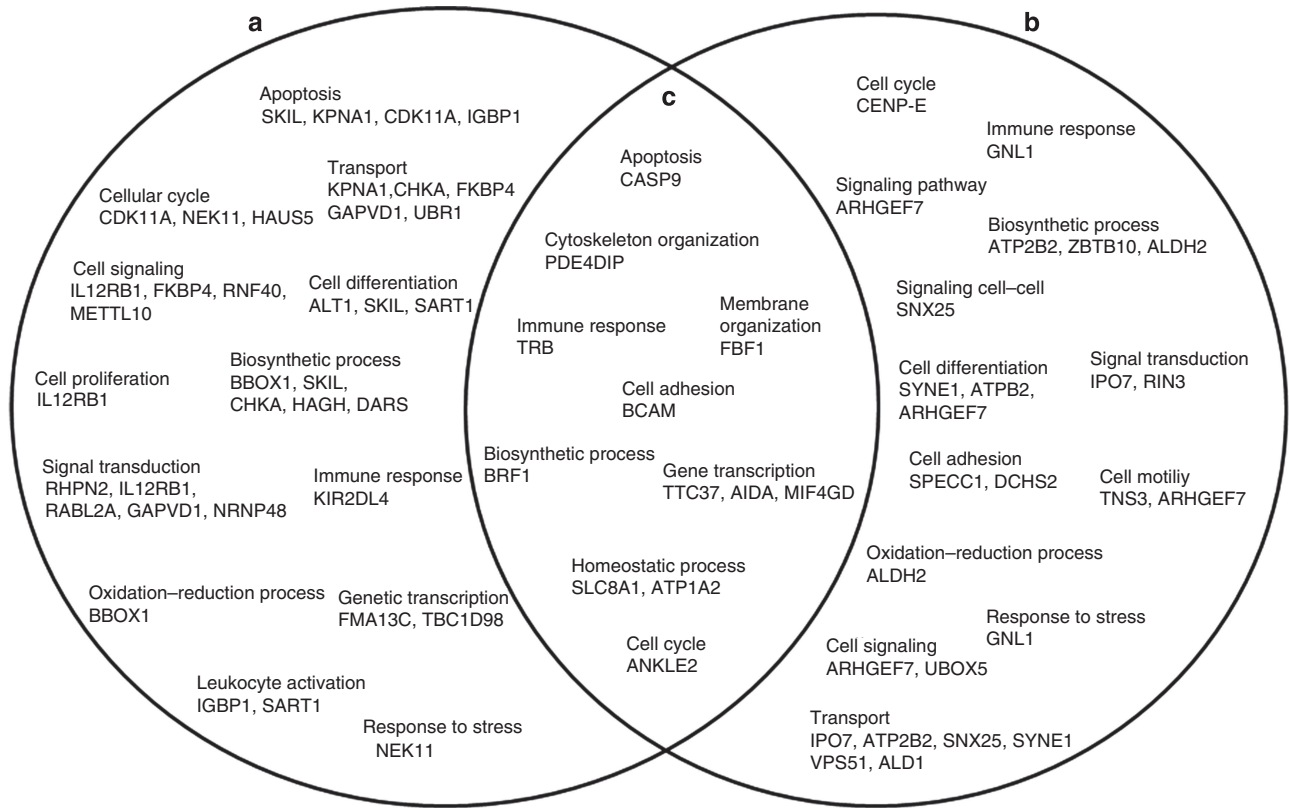 a
b
c
Apoptosis
SKIL, KPNA1, CDK11A, IGBP1
Transport
KPNA1,CHKA, FKBP4
GAPVD1, UBR1
Cellular cycle
CDK11A, NEK11, HAUS5
Cell signaling
IL12RB1, FKBP4, RNF40,
METTL10
Cell differentiation
ALT1, SKIL, SART1
Biosynthetic process
BBOX1, SKIL,
CHKA, HAGH, DARS
Cell proliferation
IL12RB1
Signal transduction
RHPN2, IL12RB1,
RABL2A, GAPVD1, NRNP48
Immune response
KIR2DL4
Oxidation–reduction process
BBOX1
Genetic transcription
FMA13C, TBC1D98
Leukocyte activation
IGBP1, SART1
Response to stress
NEK11
Apoptosis
CASP9
Cytoskeleton organization
PDE4DIP
Immune response
TRB
Membrane
organization
FBF1
Cell adhesion
BCAM
Biosynthetic process
BRF1
Gene transcription
TTC37, AIDA, MIF4GD
Homeostatic process
SLC8A1, ATP1A2
Cell cycle
ANKLE2
Cell cycle
CENP-E
Immune response
GNL1
Signaling pathway
ARHGEF7
Biosynthetic process
ATP2B2, ZBTB10, ALDH2
Signaling cell–cell
SNX25
Cell differentiation
SYNE1, ATPB2,
ARHGEF7
Signal transduction
IPO7, RIN3
Cell adhesion
SPECC1, DCHS2
Cell motiliy
TNS3, ARHGEF7
Oxidation–reduction process
ALDH2
Response to stress
GNL1
Cell signaling
ARHGEF7, UBOX5
Transport
IPO7, ATP2B2, SNX25, SYNE1
VPS51, ALD1